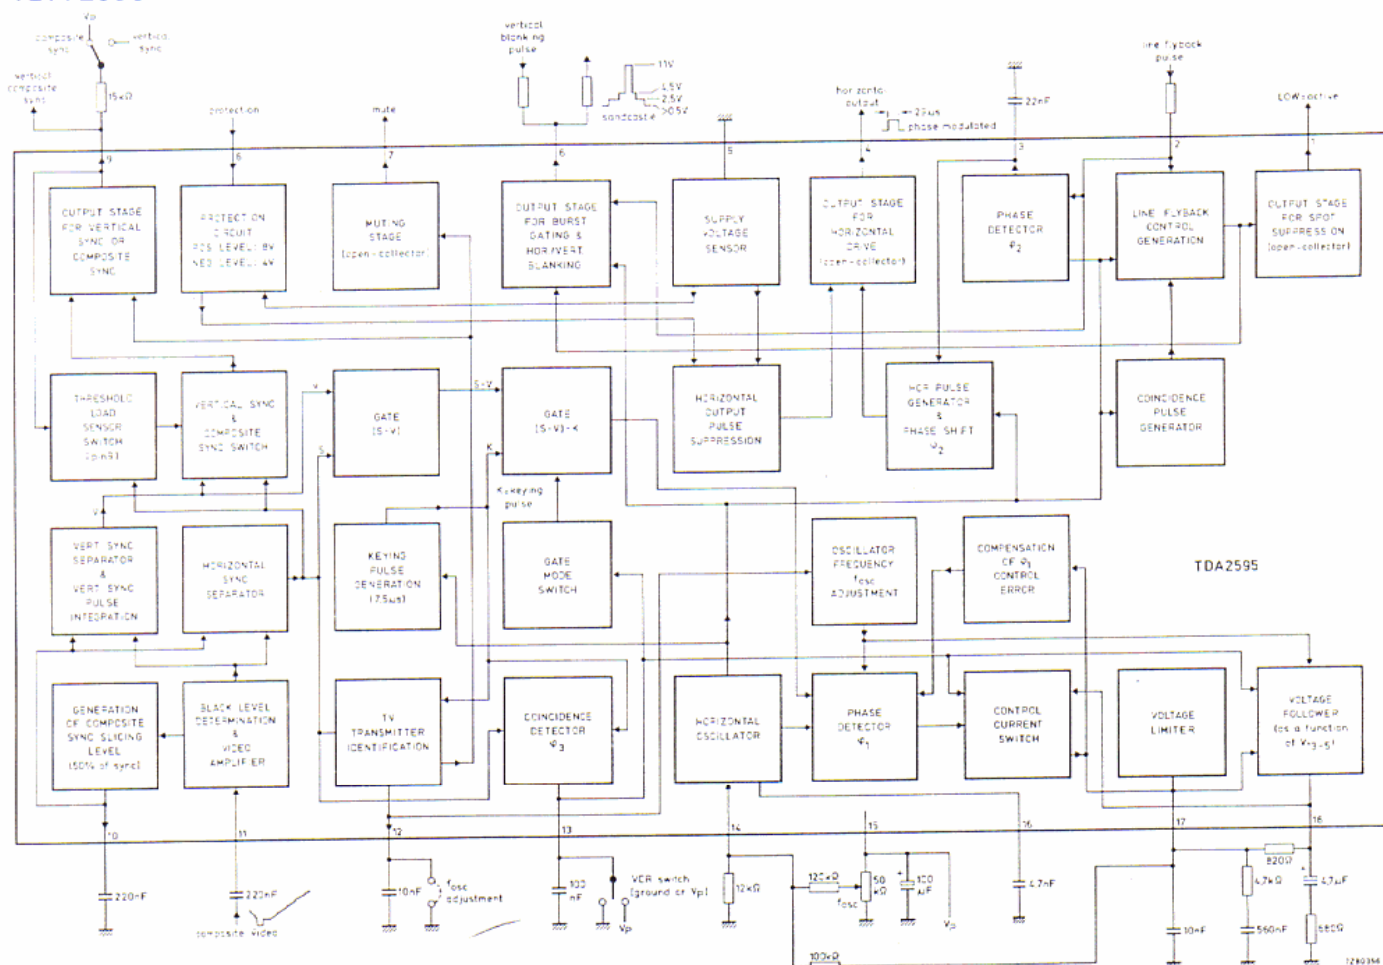 Vp
composite
sync
vertical
sync
vertical
composite
sync
15kΩ
protection
mute
vertical
blanking
pulse
11V
4,5V
2,5V
>0,5V
sandcastle
horizontal
output
phase modulated
22nF
line flyback
pulse
LOW=active
9
6
7
6
5
4
3
2
1
OUTPUT STAGE
FOR VERTICAL
SYNC OR
COMPOSITE
SYNC
PROTECTION
CIRCUIT
POS LEVEL: 8V
NEG LEVEL: 4V
MUTING
STAGE
(open-collector)
OUTPUT STAGE
FOR BURST
GATING &
HOR/VERT.
BLANKING
SUPPLY
VOLTAGE
SENSOR
OUTPUT STAGE
FOR
HORIZONTAL
DRIVE
(open-collector)
PHASE
DETECTOR
φ2
LINE FLYBACK
CONTROL
GENERATION
OUTPUT STAGE
FOR SPOT
SUPPRESSION
(open-collector)
THRESHOLD
LOAD
SENSOR
SWITCH
(pin9)
VERTICAL SYNC
&
COMPOSITE
SYNC SWITCH
V
S
GATE
(S-V)
S-V
K
GATE
(S-V)-K
HORIZONTAL
OUTPUT
PULSE
SUPPRESSION
HOR PULSE
GENERATOR
&
PHASE SHIFT
φ2
COINCIDENCE
PULSE
GENERATOR
K=keying
pulse
V
VERT SYNC
SEPARATOR
&
VERT SYNC
PULSE
INTEGRATION
HORIZONTAL
SYNC
SEPARATOR
KEYING
PULSE
GENERATION
(7,5µs)
GATE
MODE
SWITCH
OSCILLATOR
FREQUENCY
fosc
ADJUSTMENT
COMPENSATION
OF φ1
CONTROL
ERROR
TDA2595
GENERATION
OF COMPOSITE
SYNC SLICING
LEVEL
(50% of sync)
BLACK LEVEL
DETERMINATION
&
VIDEO
AMPLIFIER
TV
TRANSMITTER
IDENTIFICATION
COINCIDENCE
DETECTOR
φ3
HORIZONTAL
OSCILLATOR
PHASE
DETECTOR
φ1
CONTROL
CURRENT
SWITCH
VOLTAGE
LIMITER
VOLTAGE
FOLLOWER
(as a function
10
11
12
13
14
15
16
17
18
220nF
220nF
composite video
10nF
fosc
adjustment
100
nF
VCR switch
(ground or Vp)
Vp
12kΩ
120kΩ
50
kΩ
fosc
100
µF
Vp
4,7nF
100kΩ
10nF
820Ω
4,7kΩ
560nF
4,7µF
680Ω